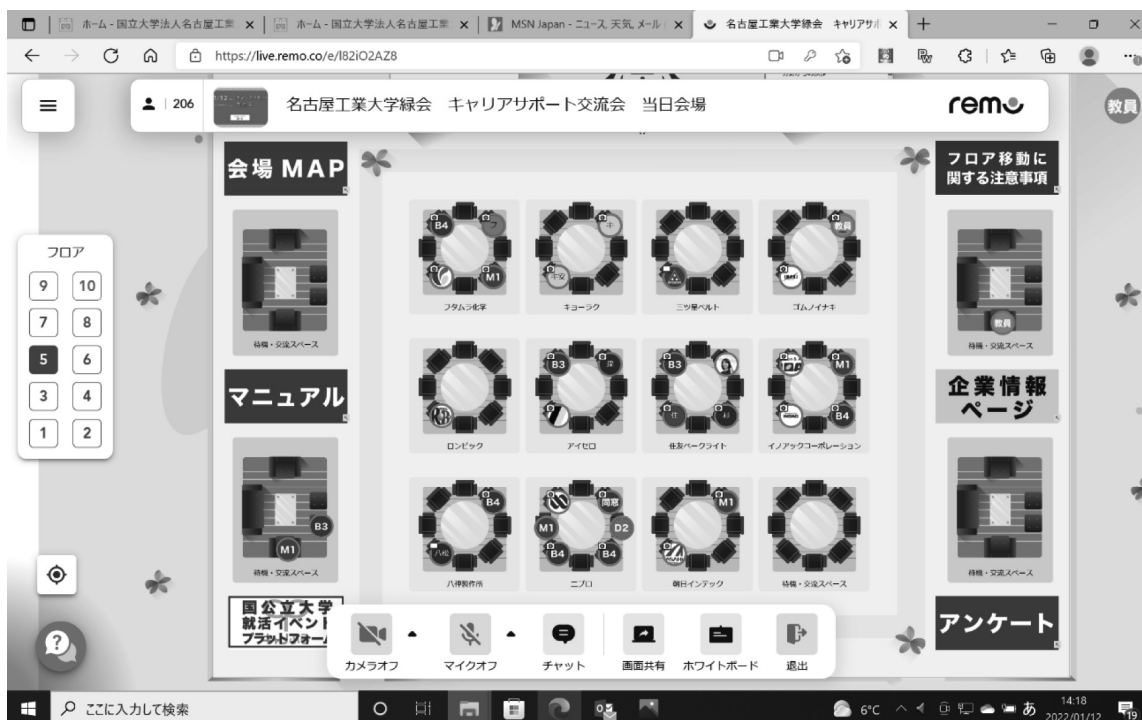 ホーム - 国立大学法人名古屋工業
ホーム - 国立大学法人名古屋工業
MSN Japan - ニュース, 天気, メール
名古屋工業大学緑会 キャリアサポ
https://live.remo.co/e/l82iO2AZ8
206
名古屋工業大学緑会 キャリアサポート交流会 当日会場
remo
教員
会場 MAP
フロア移動に
関する注意事項
フロア
9 10
7 8
5 6
3 4
1 2
待機・交流スペース
B4 フ
M1
フタムラ化学
キ
キョーラク
三ツ星ベルト
教員
ゴムノイナキ
教員
待機・交流スペース
マニュアル
企業情報
ページ
ロンビック
B3
アイセロ
B3
住
住友ベークライト
M1
B4
イノアックコーポレーション
M1 B3
待機・交流スペース
B4
八松
八神製作所
同窓
M1 D2
B4 B4
ニプロ
M1
朝日インテック
待機・交流スペース
待機・交流スペース
国公立大学
就活イベント
プラットフォーム
アンケート
カメラオフ
マイクオフ
チャット
画面共有
ホワイトボード
退出
ここに入力して検索
6°C
あ
14:18
2022/01/12
19